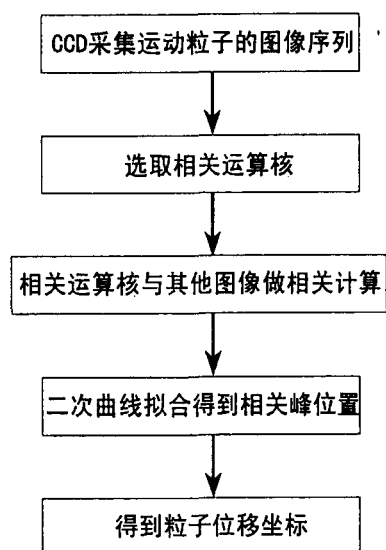 CCD采集运动粒子的图像序列
选取相关运算核
相关运算核与其他图像做相关计算
二次曲线拟合得到相关峰位置
得到粒子位移坐标